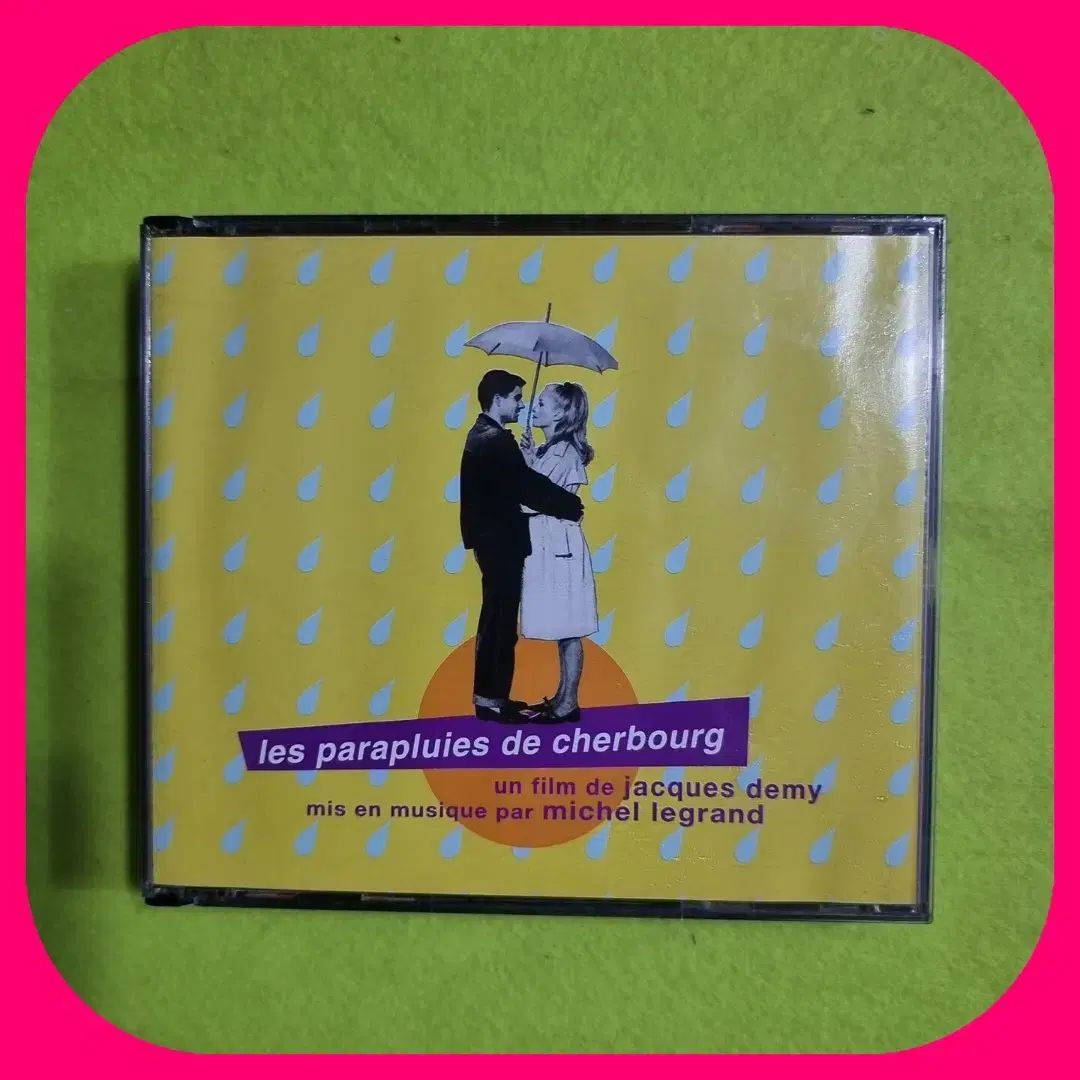 les parapluies de cherbourg
un film de jacques demy
mis en musique par michel legrand